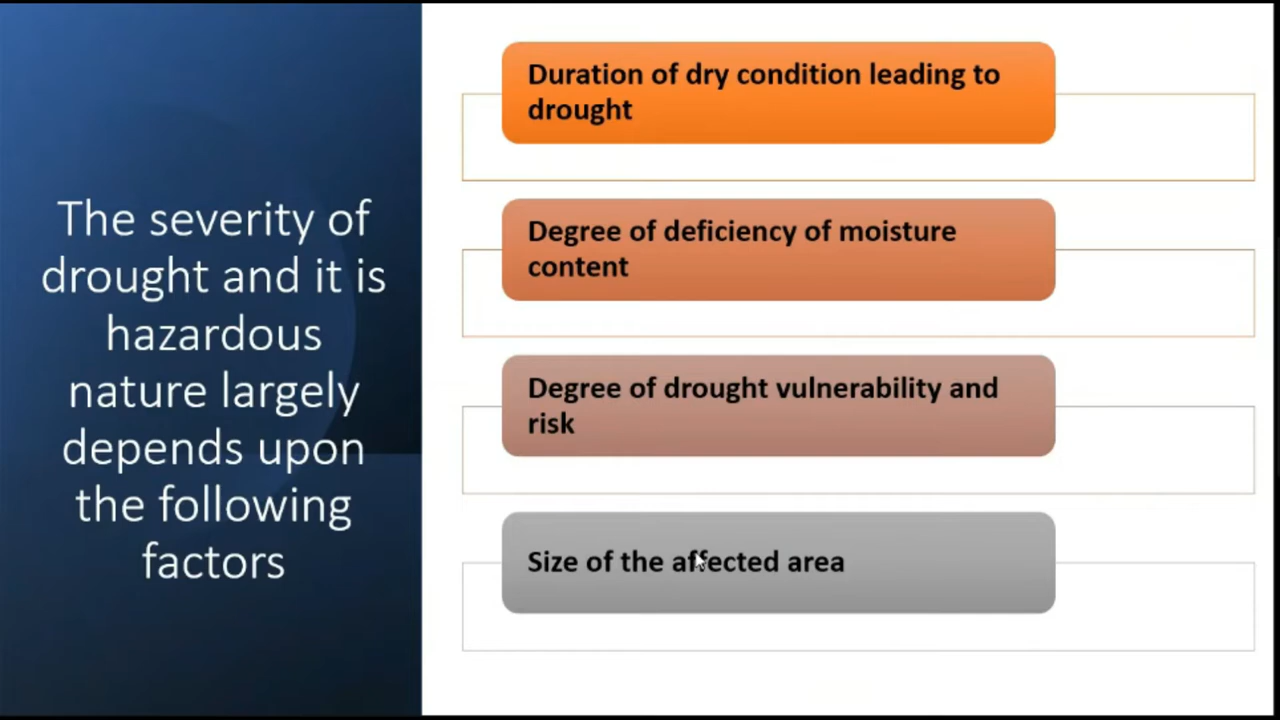 The severity of
drought and it is
hazardous
nature largely
depends upon
the following
factors
Duration of dry condition leading to
drought
Degree of deficiency of moisture
content
Degree of drought vulnerability and
risk
Size of the affected area